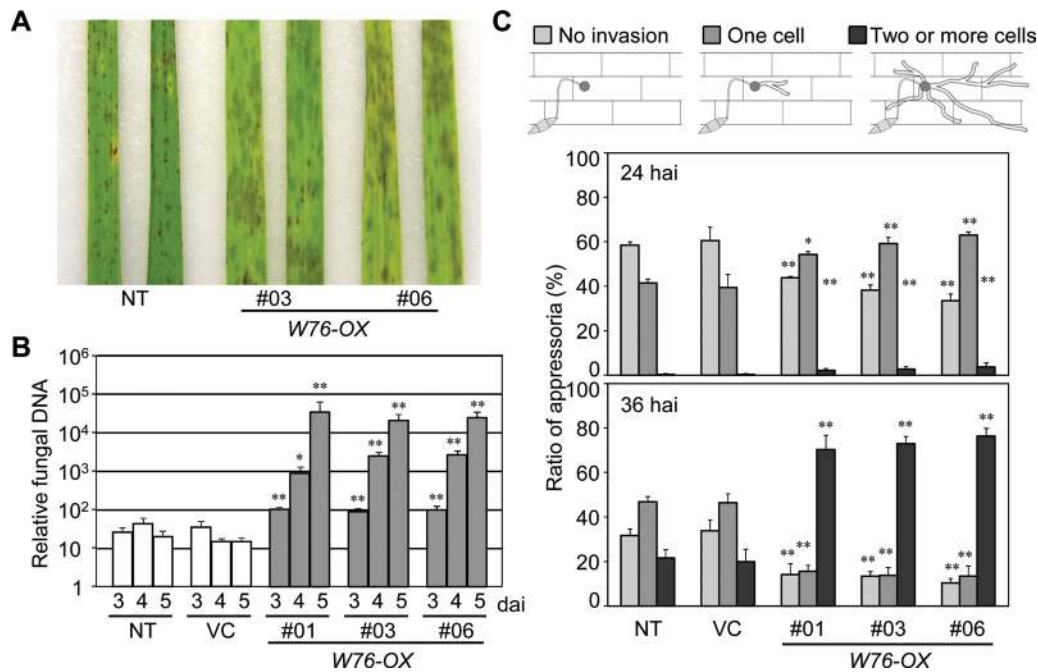 A
NT
#03
#06
W76-OX
B
Relative fungal DNA
10⁶
10⁵
10⁴
10³
10²
10
1
** * ** ** ** ** ** ** **
3 4 5 3 4 5 3 4 5 3 4 5 3 4 5 dai
NT VC #01 #03 #06
W76-OX
C
No invasion One cell Two or more cells
Ratio of appressoria (%)
24 hai
100
80
60
40
20
0
** * ** ** ** ** ** ** **
36 hai
100
80
60
40
20
0
** ** ** ** ** ** ** ** **
NT VC #01 #03 #06
W76-OX